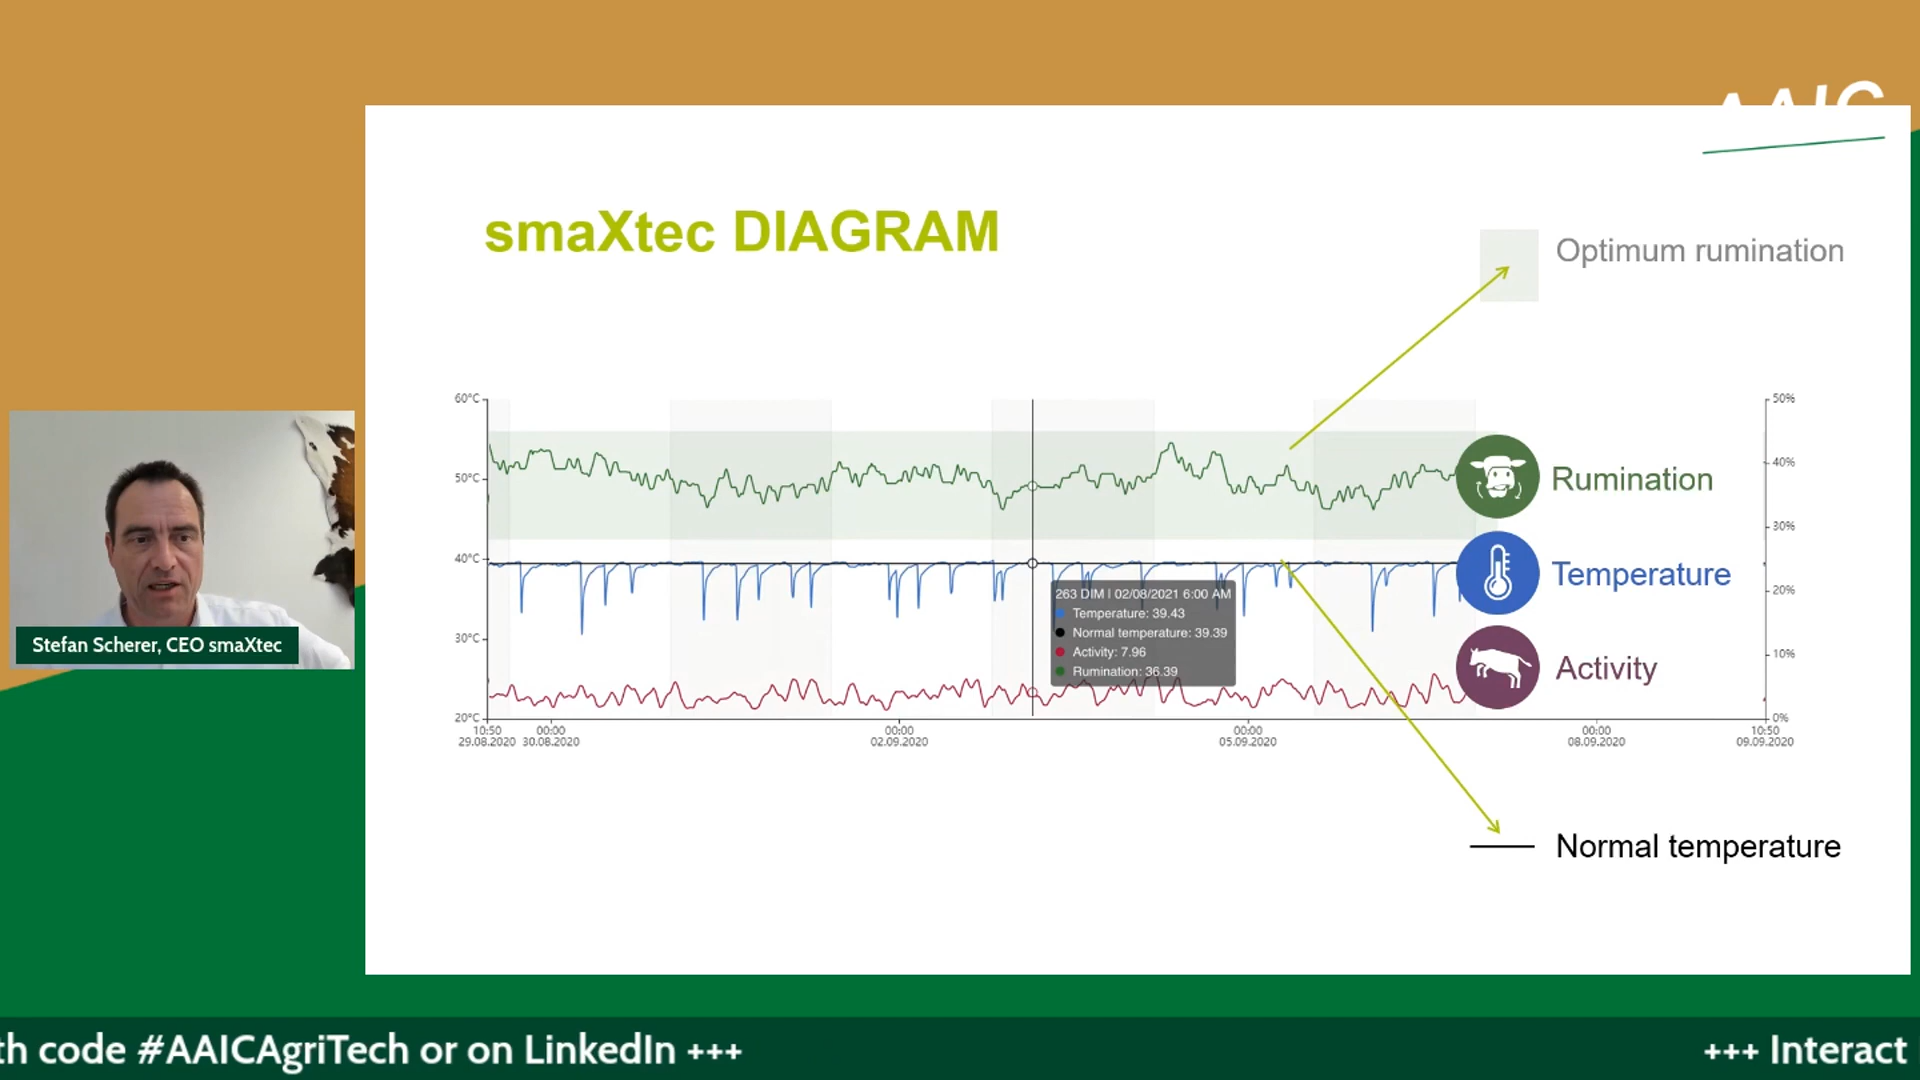 AAIC
smaXtec DIAGRAM
Optimum rumination
60°C
50°C
40°C
30°C
20°C
50%
40%
30%
20%
10%
0%
Rumination
Temperature
Activity
263 DIM | 02/08/2021 6:00 AM
Temperature: 39.43
Normal temperature: 39.39
Activity: 7.96
Rumination: 36.39
10:50
29.08.2020
00:00
30.08.2020
00:00
02.09.2020
00:00
05.09.2020
00:00
08.09.2020
10:50
09.09.2020
Normal temperature
Stefan Scherer, CEO smaXtec
th code #AAICAgriTech or on LinkedIn +++
+++ Interact